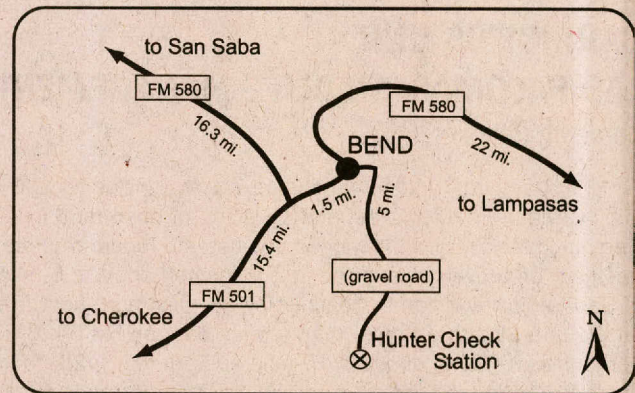 to San Saba
FM 580
16.3 mi.
FM 580
22 mi.
BEND
to Lampasas
1.5 mi.
5 mi.
15.4 mi.
(gravel road)
FM 501
to Cherokee
Hunter Check
Station
N